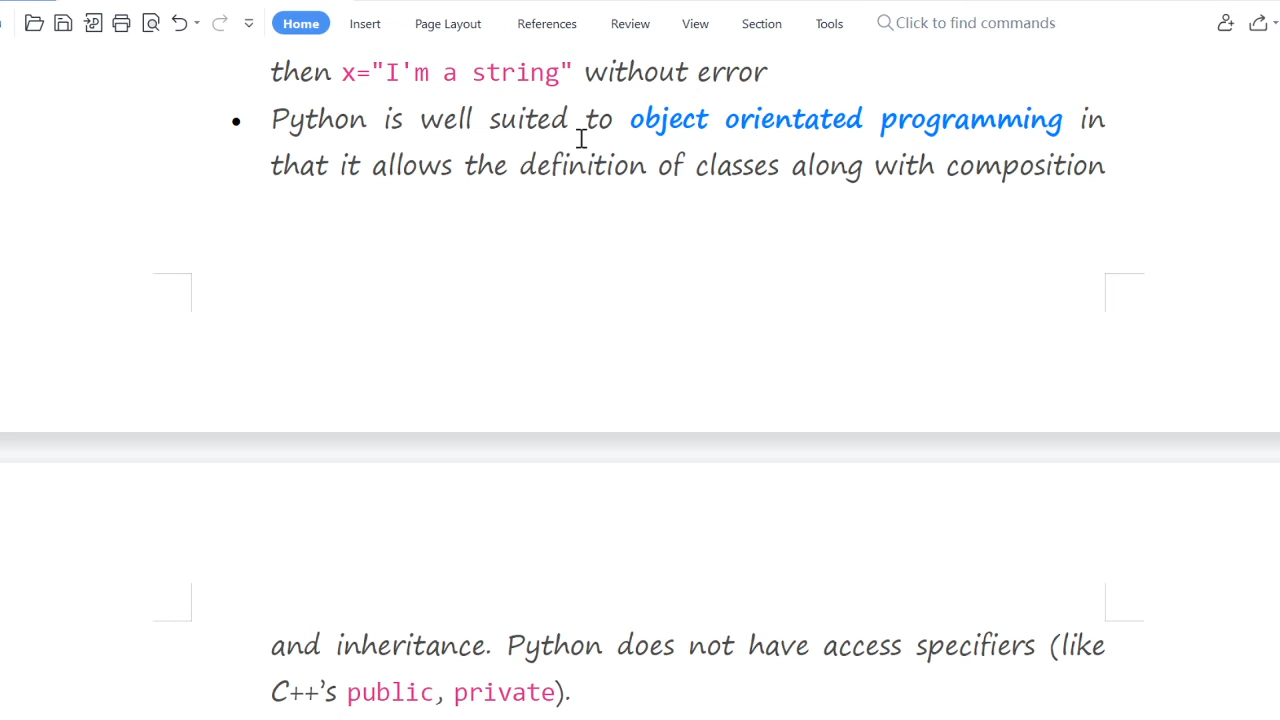 Home Insert Page Layout References Review View Section Tools Click to find commands
then x="I'm a string" without error
• Python is well suited to object orientated programming in
that it allows the definition of classes along with composition
and inheritance. Python does not have access specifiers (like
C++’s public, private).